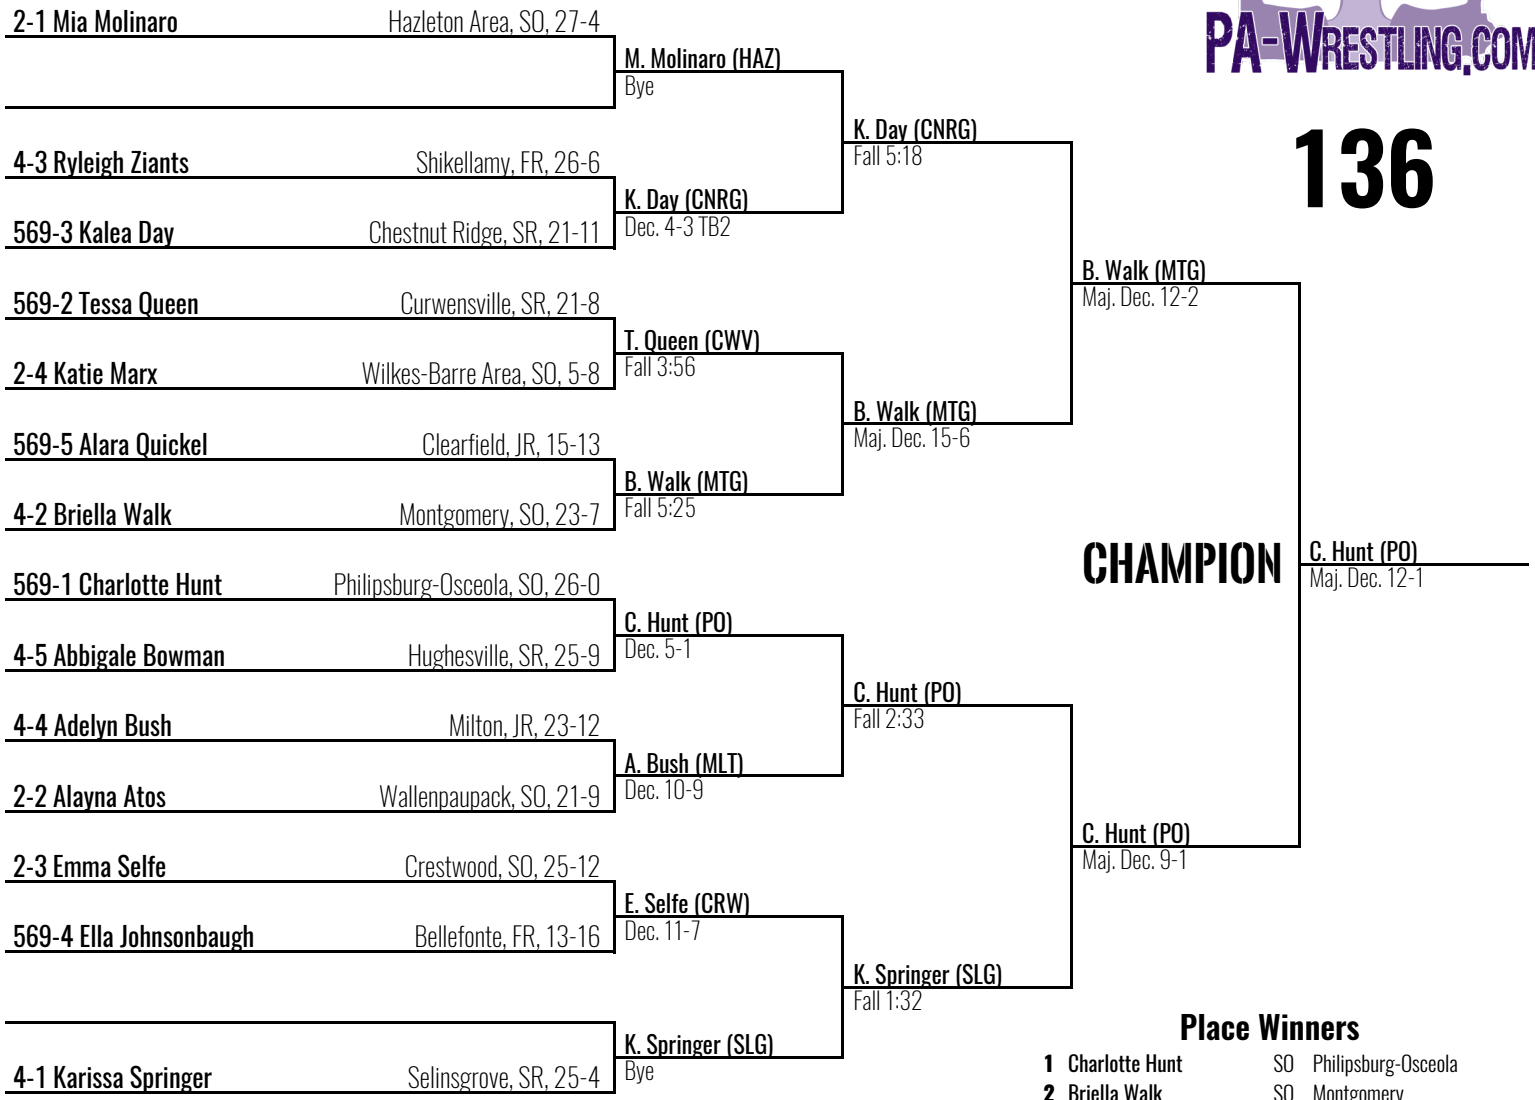 2-1 Mia Molinaro Hazleton Area, SO, 27-4
PA-WRESTLING.COM
M. Molinaro (HAZ)
Bye
K. Day (CNRG)
Fall 5:18
136
4-3 Ryleigh Ziants Shikellamy, FR, 26-6
K. Day (CNRG)
Dec. 4-3 TB2
569-3 Kalea Day Chestnut Ridge, SR, 21-11
B. Walk (MTG)
Maj. Dec. 12-2
569-2 Tessa Queen Curwensville, SR, 21-8
T. Queen (CWV)
Fall 3:56
2-4 Katie Marx Wilkes-Barre Area, SO, 5-8
B. Walk (MTG)
Maj. Dec. 15-6
569-5 Alara Quickel Clearfield, JR, 15-13
B. Walk (MTG)
Fall 5:25
4-2 Briella Walk Montgomery, SO, 23-7
CHAMPION
C. Hunt (PO)
Maj. Dec. 12-1
569-1 Charlotte Hunt Philipsburg-Osceola, SO, 26-0
C. Hunt (PO)
Dec. 5-1
4-5 Abbigale Bowman Hughesville, SR, 25-9
C. Hunt (PO)
Fall 2:33
4-4 Adelyn Bush Milton, JR, 23-12
A. Bush (MLT)
Dec. 10-9
2-2 Alayna Atos Wallenpaupack, SO, 21-9
C. Hunt (PO)
Maj. Dec. 9-1
2-3 Emma Selfe Crestwood, SO, 25-12
E. Selfe (CRW)
Dec. 11-7
569-4 Ella Johnsonbaugh Bellefonte, FR, 13-16
K. Springer (SLG)
Fall 1:32
K. Springer (SLG)
Bye
4-1 Karissa Springer Selinsgrove, SR, 25-4
Place Winners
1 Charlotte Hunt SO Philipsburg-Osceola
2 Briella Walk SO Montgomery